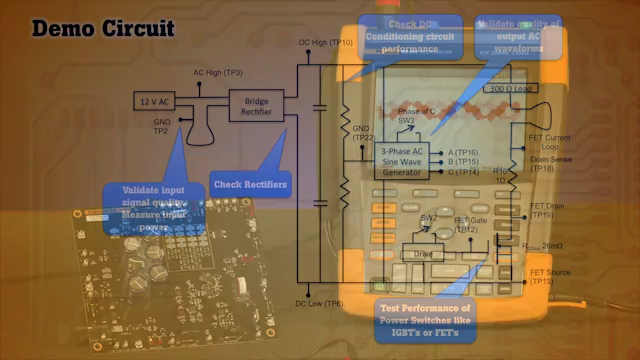 Demo Circuit
Check DC
Conditioning circuit
performance
Validate quality of
output AC
waveforms
DC High (TP10)
AC High (TP3)
300 Ω Load
12 V AC
Bridge
Rectifier
Phase of C
SW3
GND
TP2
GND
(TP22)
FET Current
Loop
3-Phase AC
Sine Wave
Generator
A (TP16)
B (TP15)
C (TP14)
Drain Sense
(TP18)
1Ω
Check Rectifiers
Validate input
signal quality
Measure input
power
SW2
FET Gate
(TP12)
FET Drain
(TP19)
Drive
26mΩ
FET Source
(TP13)
DC Low (TP6)
Test Performance of
Power Switches like
IGBT's or FET's